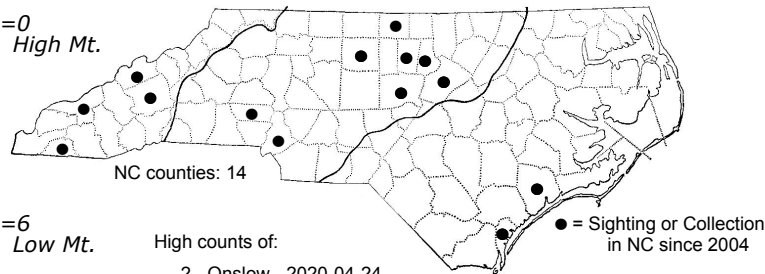 =0
High Mt.
NC counties: 14
=6
Low Mt.
High counts of:
● = Sighting or Collection
in NC since 2004
2 - Onslow - 2020-04-24